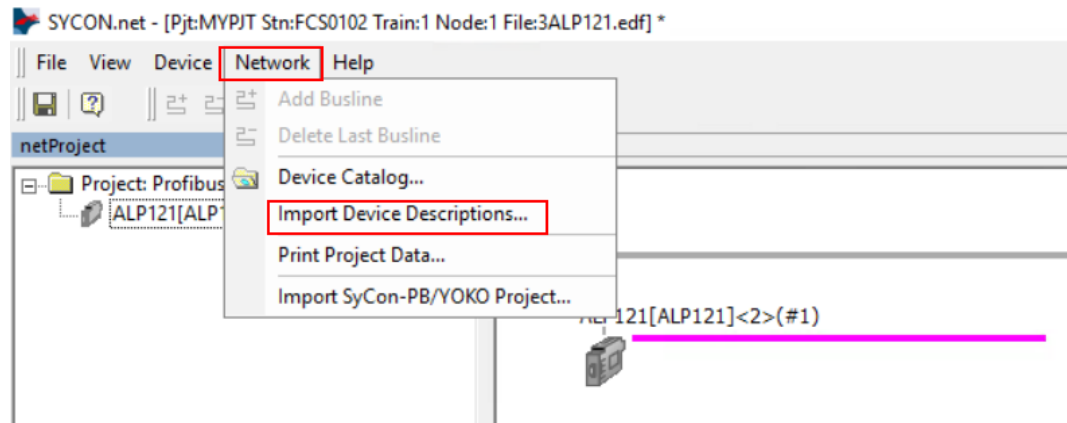 SYCON.net - [Pjt:MYPJT Stn:FCS0102 Train:1 Node:1 File:3ALP121.edf] *
File View Device Network Help
Add Busline
Delete Last Busline
netProject
Device Catalog...
Project: Profibus
Import Device Descriptions...
ALP121[ALP1
Print Project Data...
Import SyCon-PB/YOKO Project...
121[ALP121]<2>(#1)